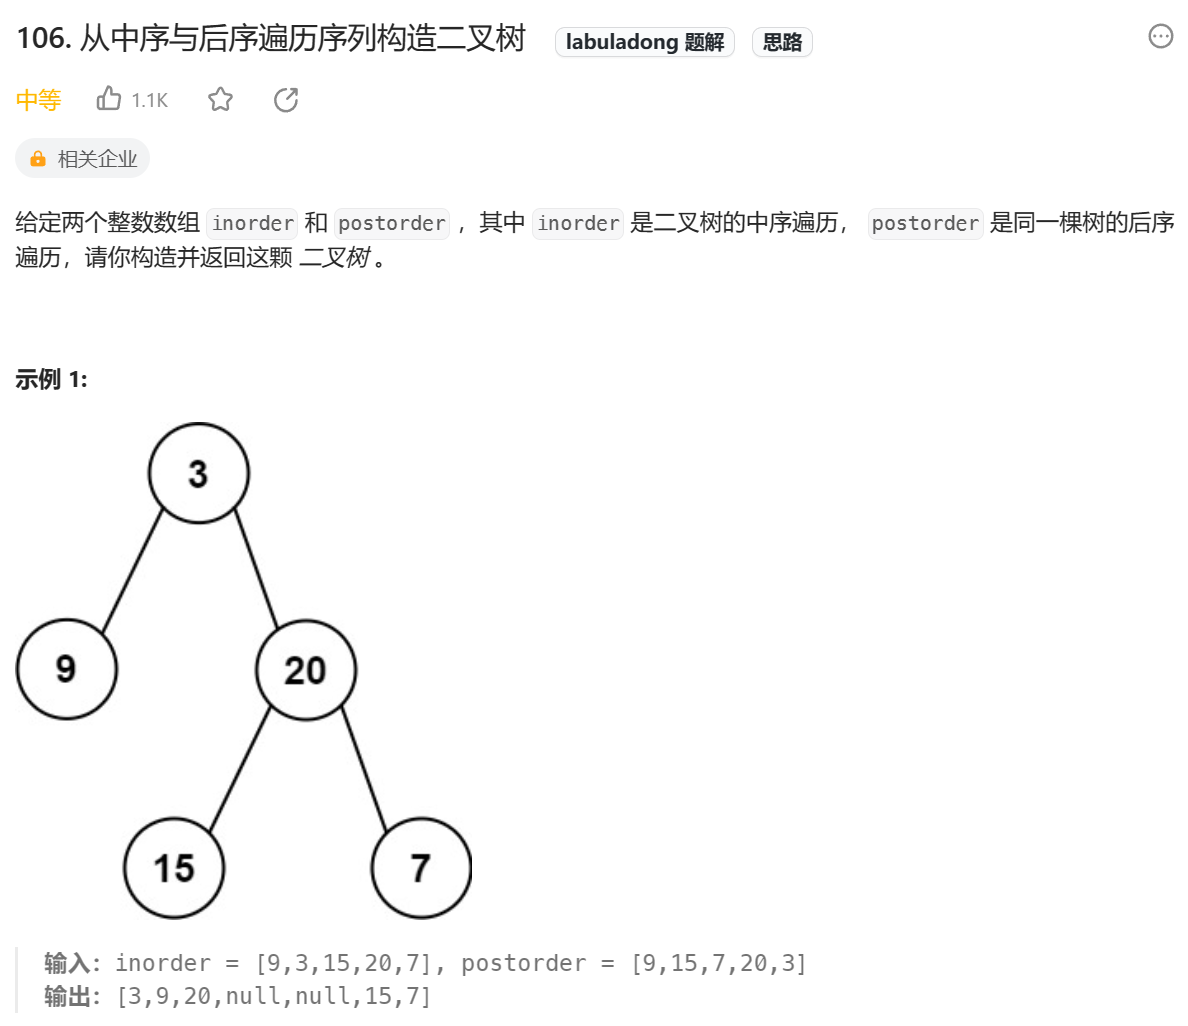 106. 从中序与后序遍历序列构造二叉树 labuladong 题解 思路
中等 1.1K
相关企业
给定两个整数数组 inorder 和 postorder ，其中 inorder 是二叉树的中序遍历， postorder 是同一棵树的后序
遍历，请你构造并返回这颗 二叉树 。
示例 1:
3
9 20
15 7
输入：inorder = [9,3,15,20,7], postorder = [9,15,7,20,3]
输出：[3,9,20,null,null,15,7]